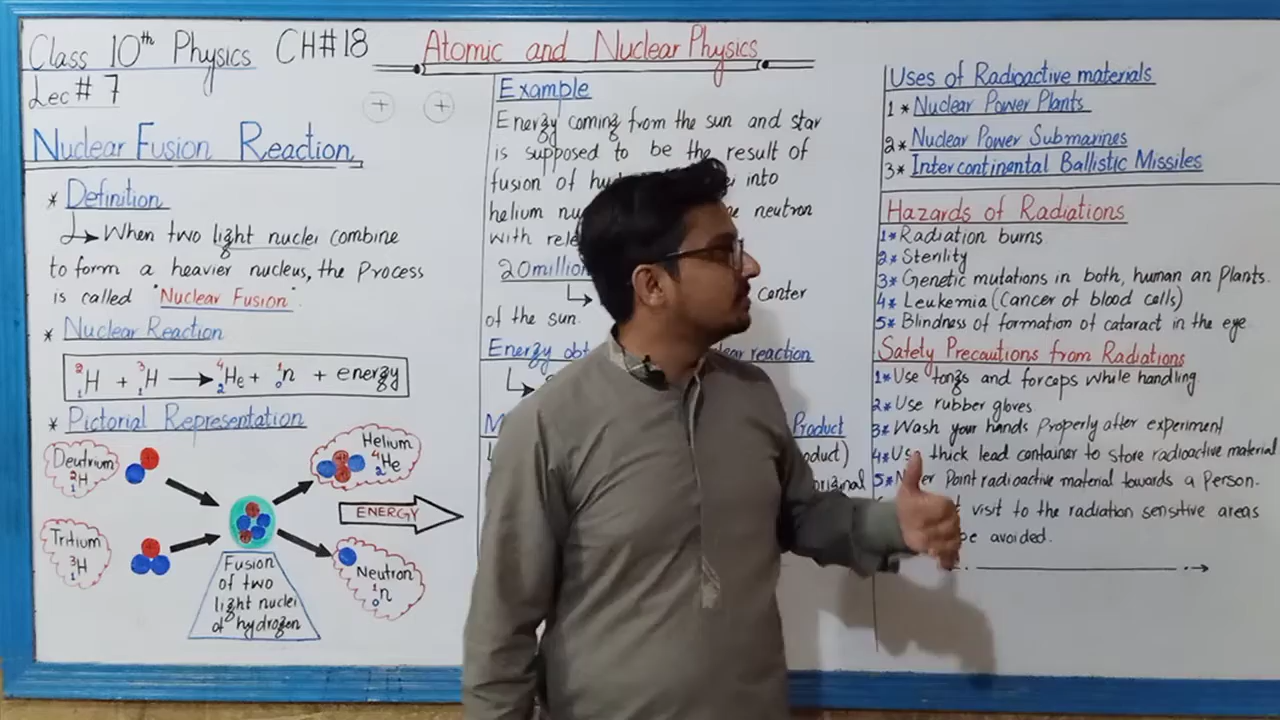 Class 10th Physics CH#18
Atomic and Nuclear Physics
Lec # 7
+ +
Nuclear Fusion Reaction
* Definition
When two light nuclei combine
to form a heavier nucleus, the Process
is called "Nuclear Fusion".
* Nuclear Reaction
²₁H + ³₁H → ⁴₂He + ¹₀n + energy
* Pictorial Representation
Deutrium
²₁H
Tritium
³₁H
Helium
⁴₂He
ENERGY
Neutron
¹₀n
Fusion
of two
light nuclei
of hydrogen
Example
Energy coming from the sun and star
is supposed to be the result of
fusion of into
helium neutron
with
20million
center
of the sun.
Energy reaction
Product
oduct)
original
Uses of Radioactive materials
1* Nuclear Power Plants
2* Nuclear Power Submarines
3* Intercontinental Ballistic Missiles
Hazards of Radiations
1* Radiation burns
2* Sterility
3* Genetic mutations in both, human an Plants.
4* Leukemia (cancer of blood cells)
5* Blindness of formation of cataract in the eye
Safely Precautions from Radiations
1* Use tongs and forceps while handling
2* Use rubber gloves
3* Wash your hands Properly after experiment
4* Use thick lead container to store radioactive material
5* Point radioactive material towards a Person.
visit to the radiation sensitive areas
be avoided.